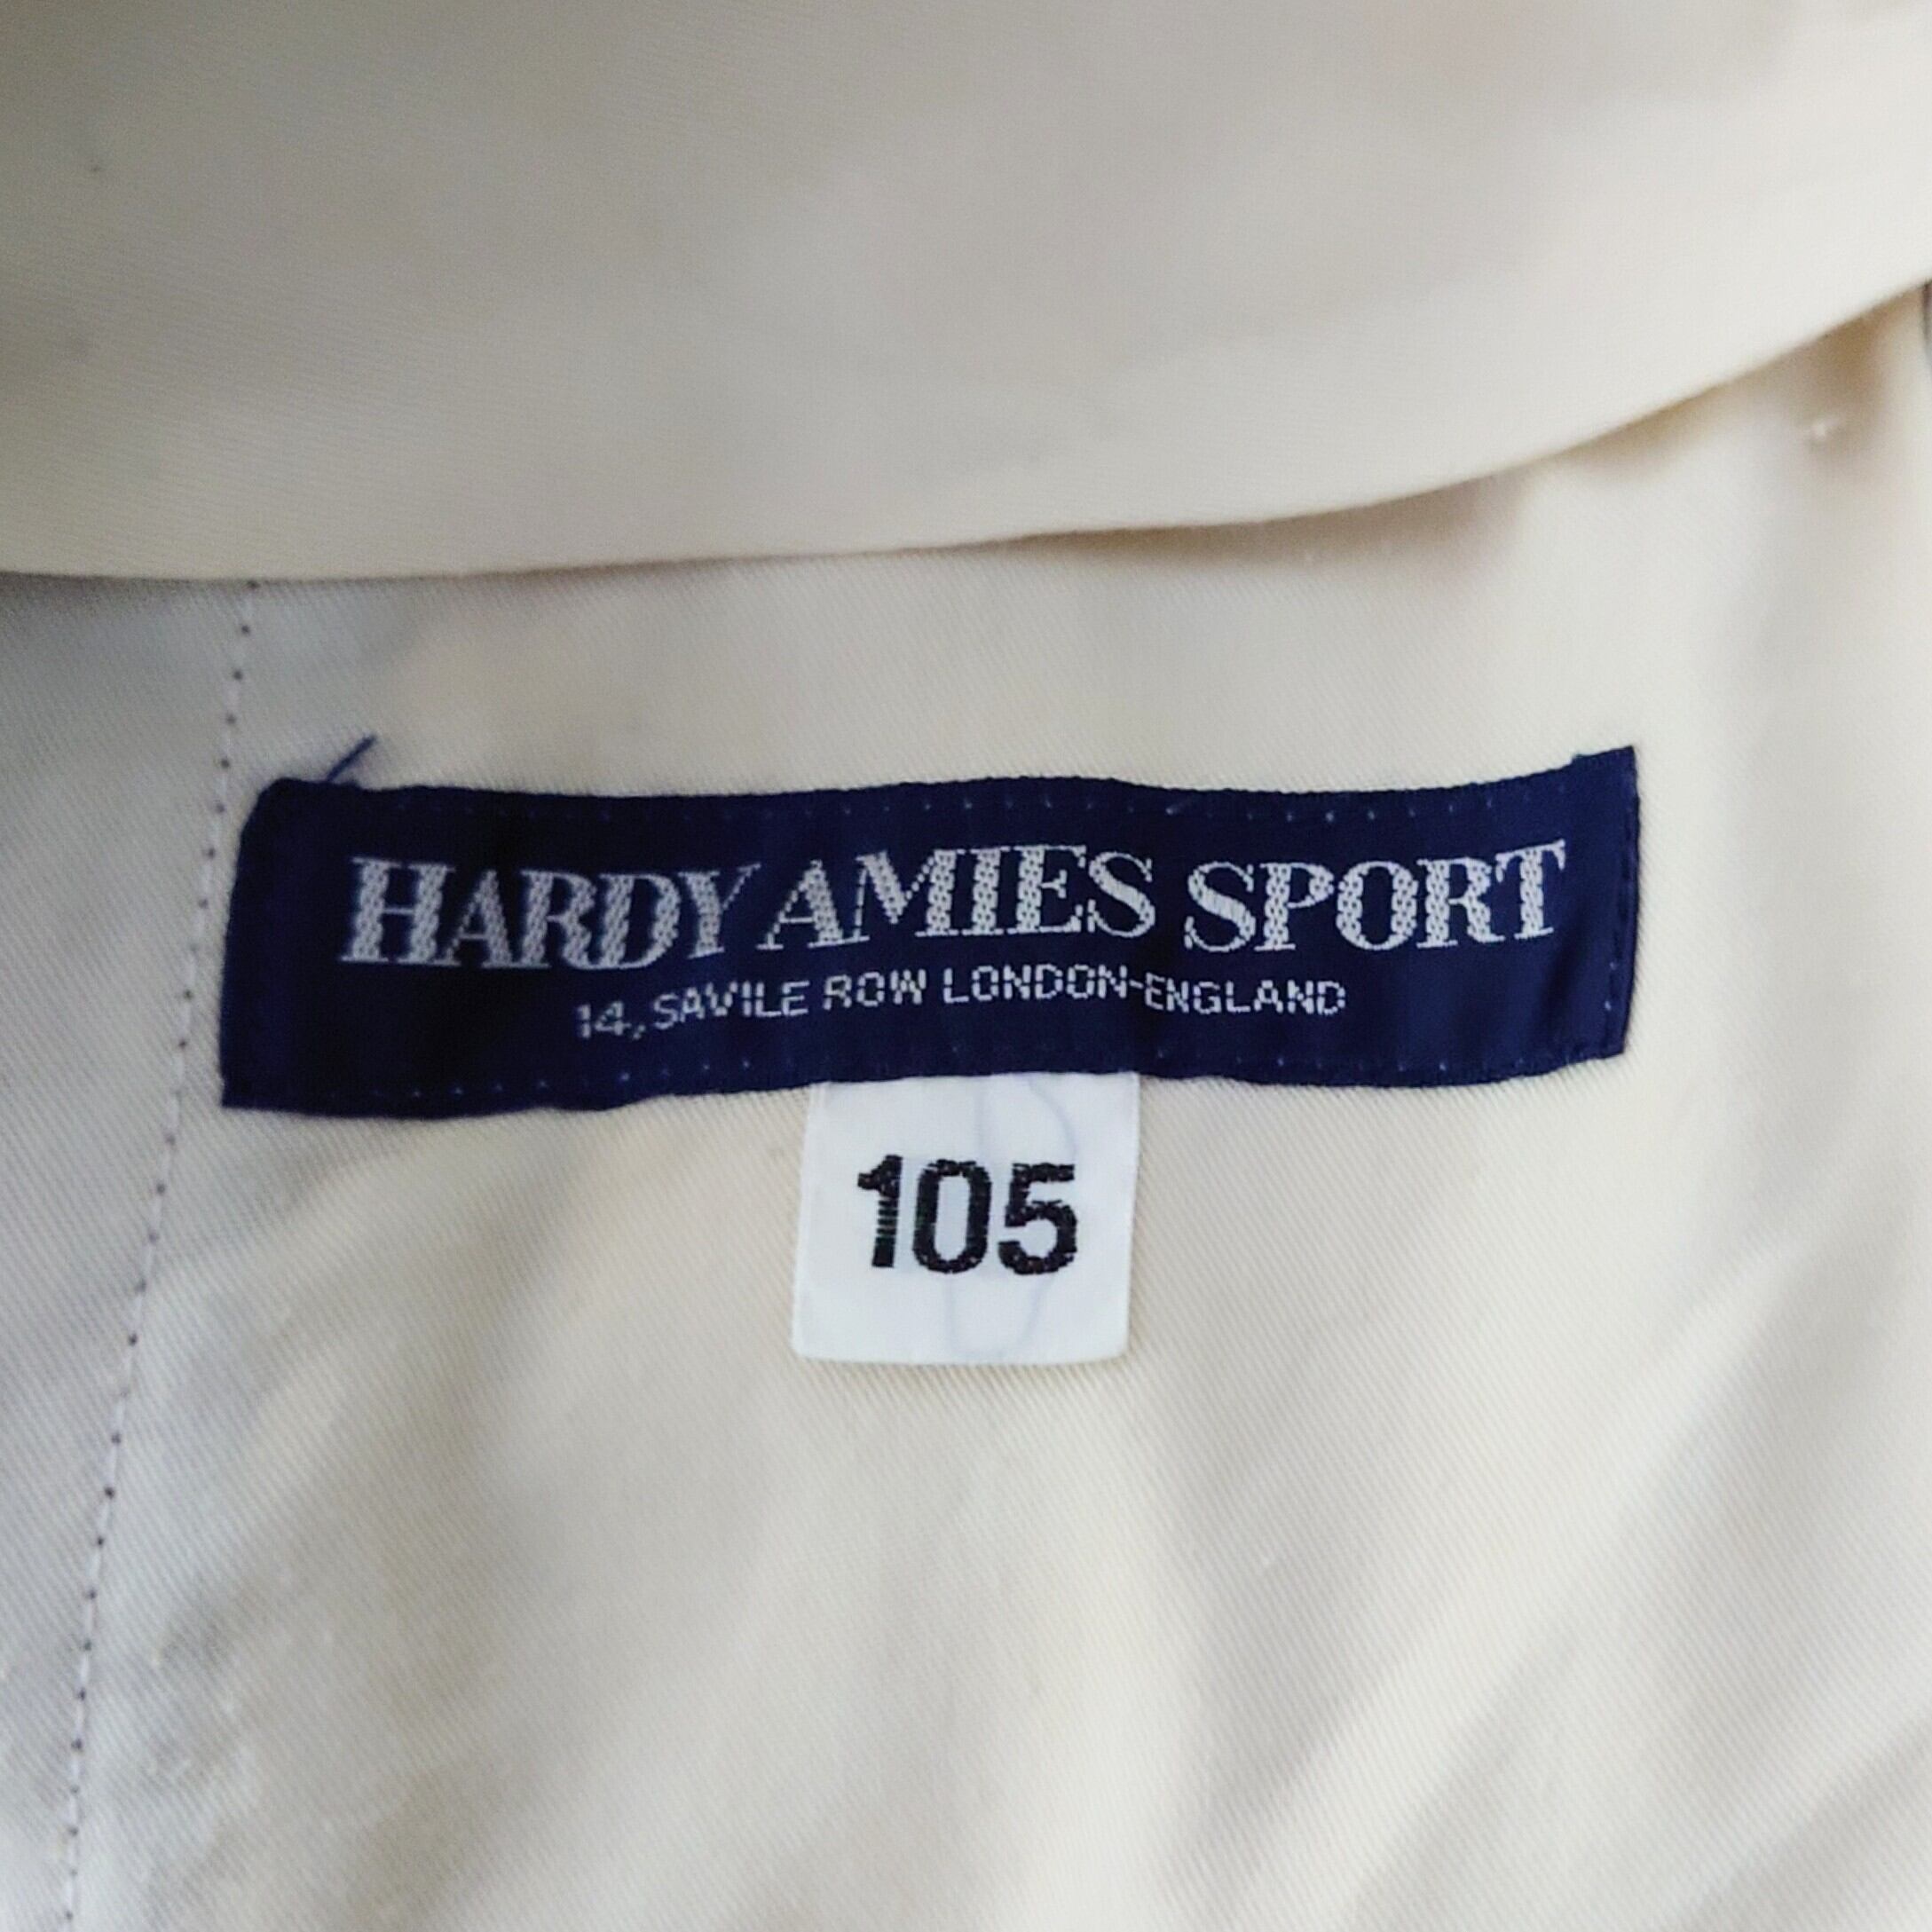 HARDY AMIES SPORT
14, SAVILE ROW LONDON-ENGLAND
105